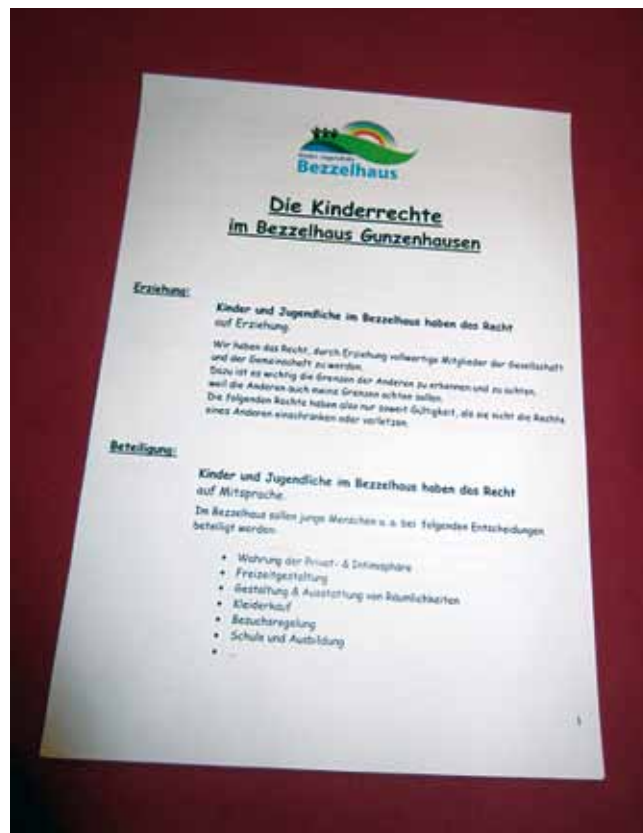 Kinder Jugendhilfe
Bezzelhaus
Die Kinderrechte
im Bezzelhaus Gunzenhausen
Erziehung:
Kinder und Jugendliche im Bezzelhaus haben das Recht
auf Erziehung.
Wir haben das Recht, durch Erziehung vollwertige Mitglieder der Gesellschaft
und der Gemeinschaft zu werden.
Dazu ist es wichtig die Grenzen der Anderen zu erkennen und zu achten,
weil die Anderen auch meine Grenzen achten sollen.
Die folgenden Rechte haben also nur soweit Gültigkeit, als sie nicht die Rechte
eines Anderen einschränken oder verletzen.
Beteiligung:
Kinder und Jugendliche im Bezzelhaus haben das Recht
auf Mitsprache.
Im Bezzelhaus sollen junge Menschen u.a. bei folgenden Entscheidungen
beteiligt werden:
• Wahrung der Privat- & Intimsphäre
• Freizeitgestaltung
• Gestaltung & Ausstattung von Räumlichkeiten
• Kleiderkauf
• Besuchsregelung
• Schule und Ausbildung
• ...
1